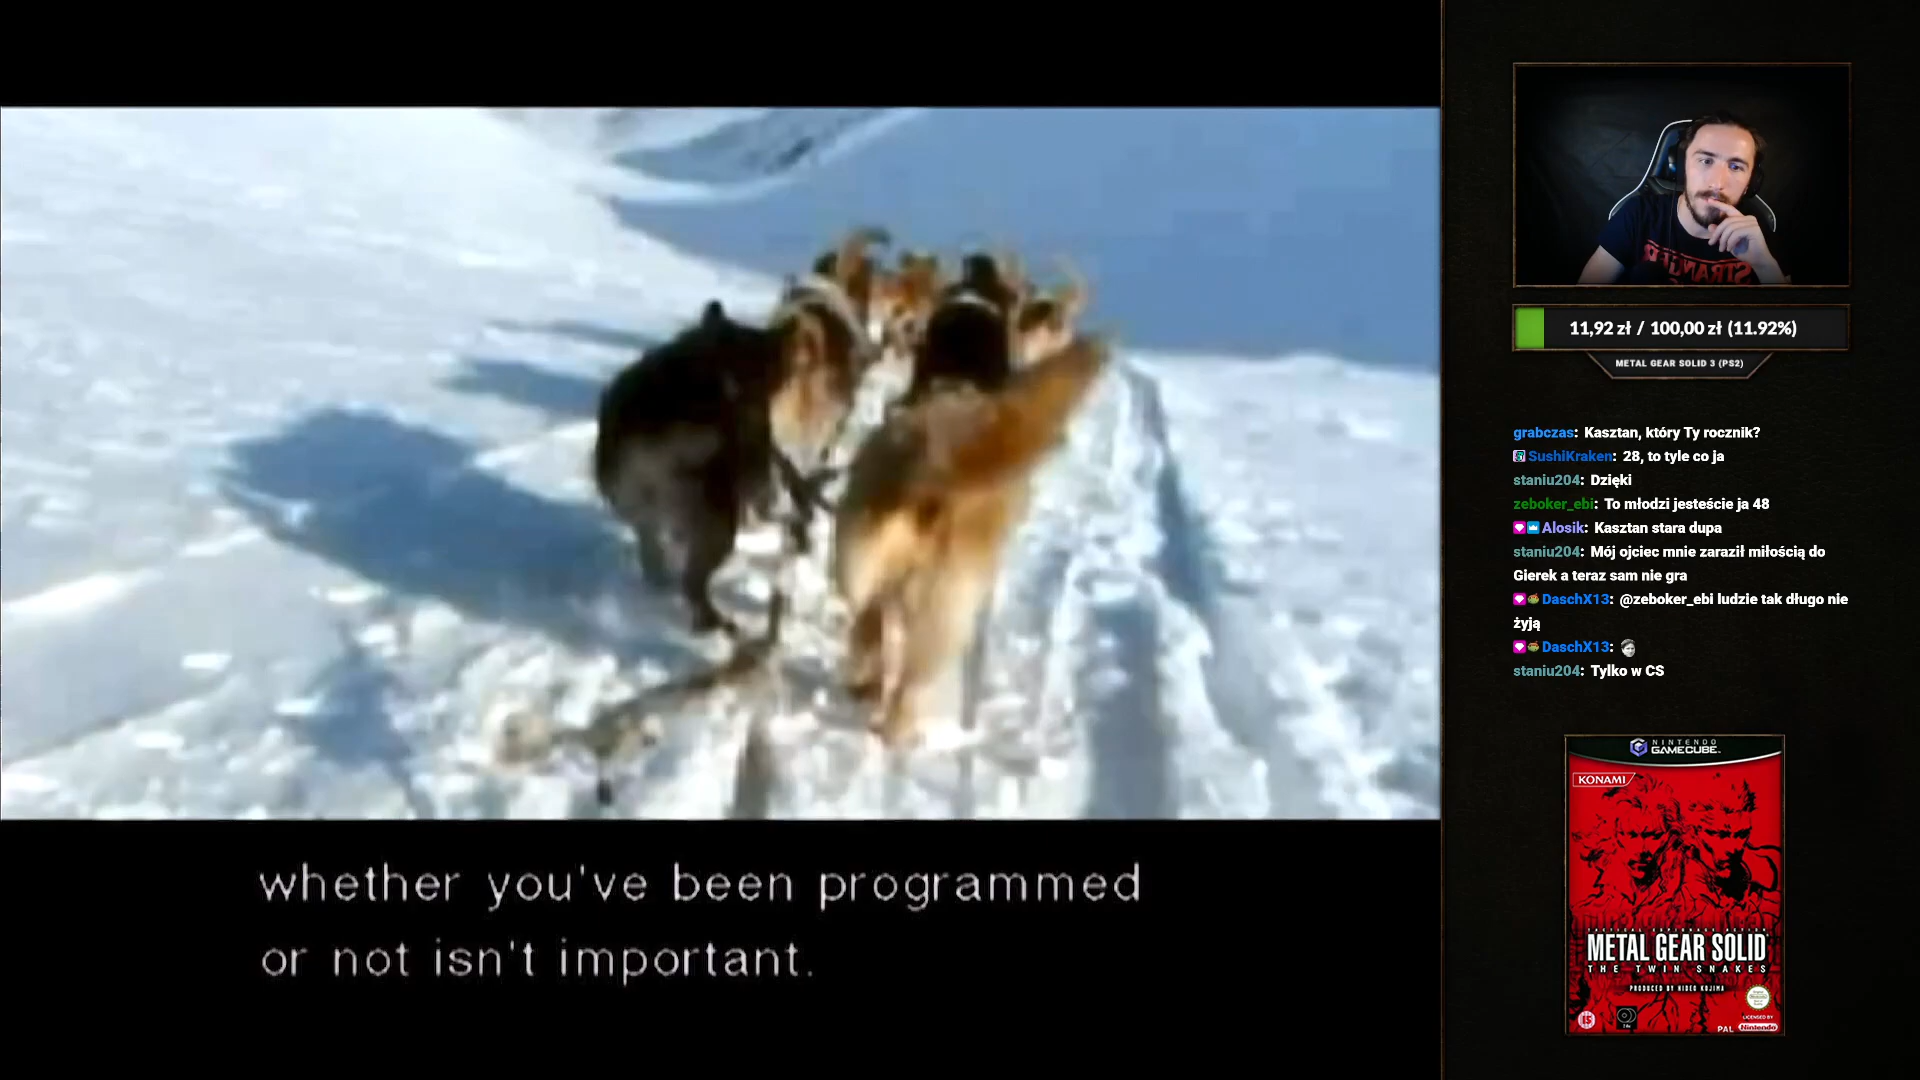 whether you've been programmed
or not isn't important.
11,92 zł / 100,00 zł (11.92%)
METAL GEAR SOLID 3 (PS2)
grabczas: Kasztan, który Ty rocznik?
SushiKraken: 28, to tyle co ja
staniu204: Dzięki
zeboker_ebi: To młodzi jesteście ja 48
Alosik: Kasztan stara dupa
staniu204: Mój ojciec mnie zaraził miłością do
Gierek a teraz sam nie gra
DaschX13: @zeboker_ebi ludzie tak długo nie
żyją
DaschX13:
staniu204: Tylko w CS
NINTENDO
GAMECUBE
KONAMI
METAL GEAR SOLID
THE TWIN SNAKES
PRODUCED BY HIDEO KOJIMA
15
LICENSED BY
PAL Nintendo